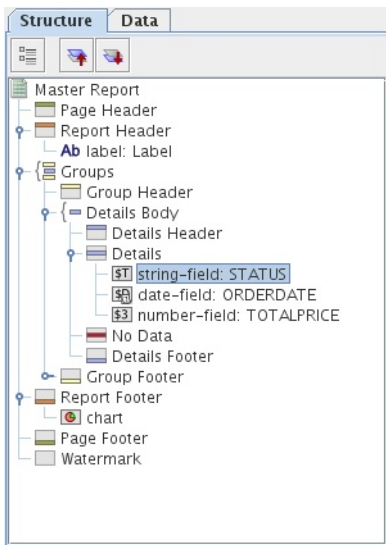 Structure Data
Master Report
Page Header
Report Header
Ab label: Label
Groups
Group Header
Details Body
Details Header
Details
$T string-field: STATUS
date-field: ORDERDATE
$3 number-field: TOTALPRICE
No Data
Details Footer
Group Footer
Report Footer
chart
Page Footer
Watermark